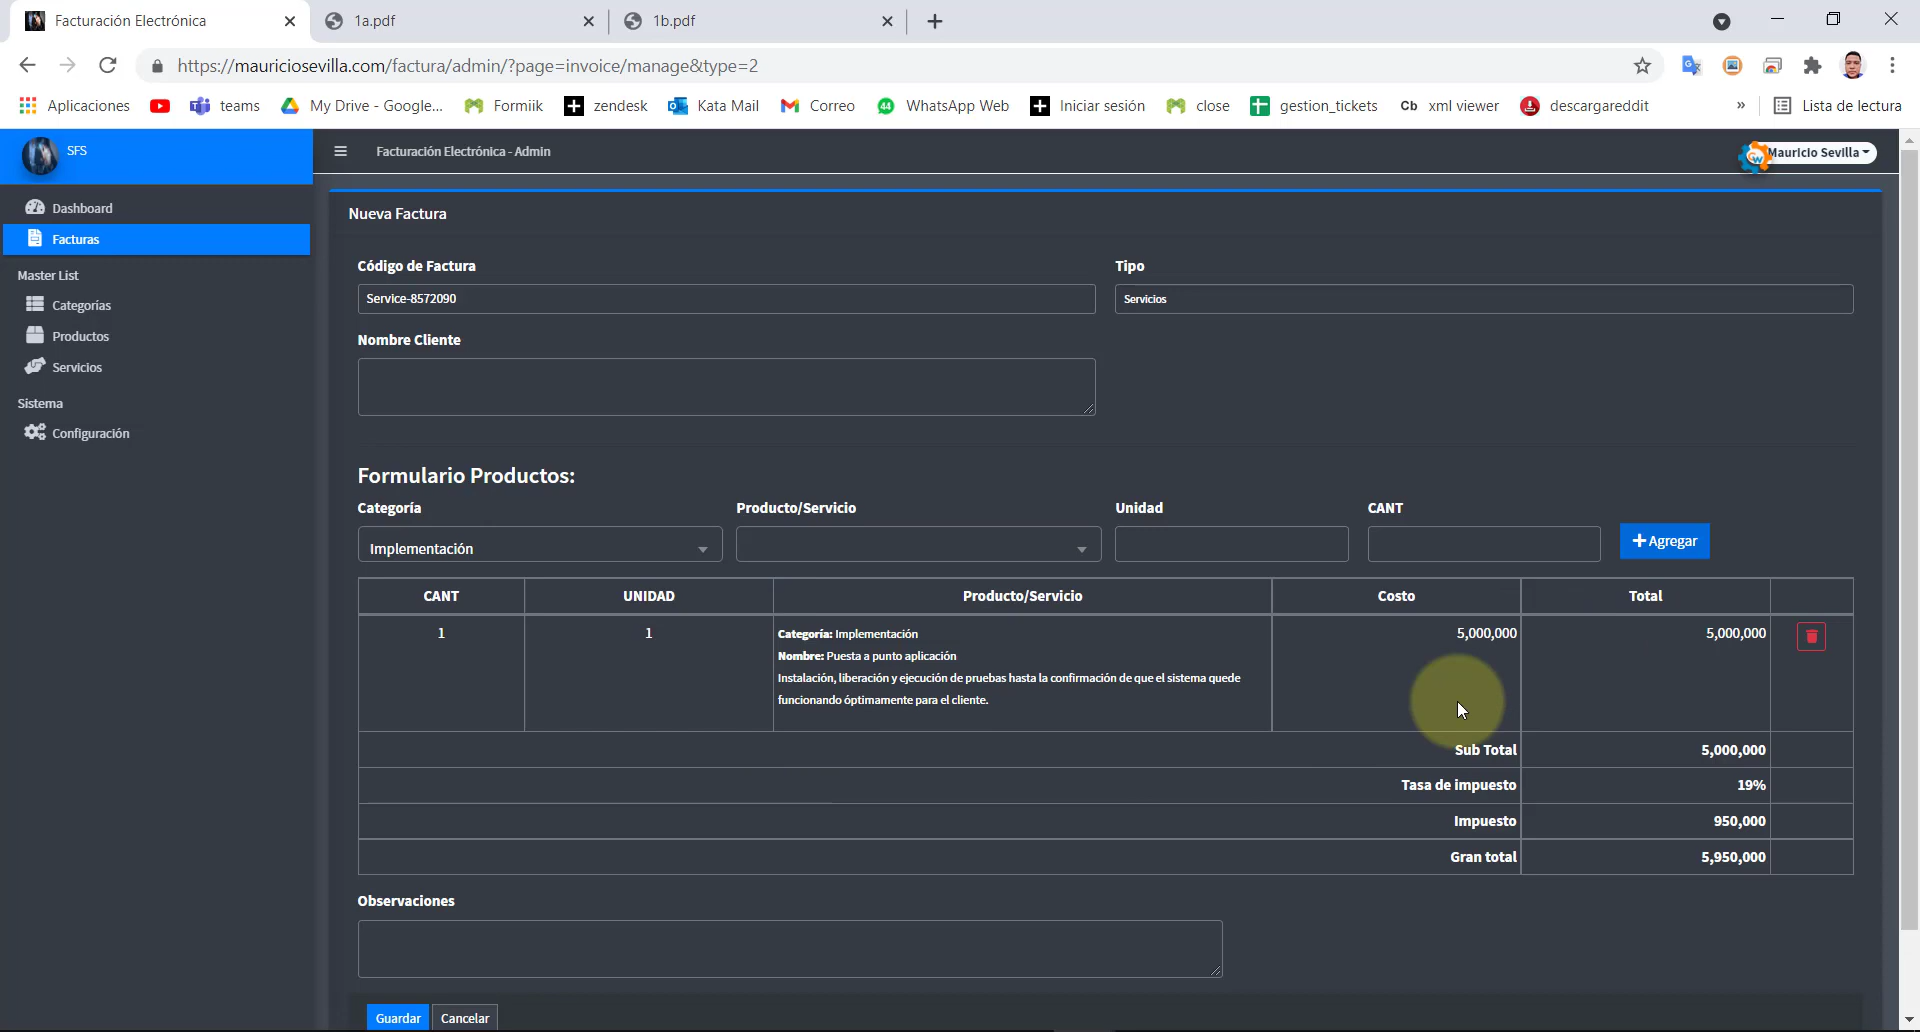 Facturación Electrónica
1a.pdf
1b.pdf
https://mauriciosevilla.com/factura/admin/?page=invoice/manage&type=2
Aplicaciones
teams
My Drive - Google...
Formiik
zendesk
Kata Mail
Correo
44
WhatsApp Web
Iniciar sesión
close
gestion_tickets
Cb
xml viewer
descargareddit
»
Lista de lectura
SFS
Facturación Electrónica - Admin
Mauricio Sevilla
Dashboard
Facturas
Master List
Categorías
Productos
Servicios
Sistema
Configuración
Nueva Factura
Código de Factura
Tipo
Service-8572090
Servicios
Nombre Cliente
Formulario Productos:
Categoría
Producto/Servicio
Unidad
CANT
Implementación
+ Agregar
CANT
UNIDAD
Producto/Servicio
Costo
Total
1
1
Categoría: Implementación
Nombre: Puesta a punto aplicación
Instalación, liberación y ejecución de pruebas hasta la confirmación de que el sistema quede
funcionando óptimamente para el cliente.
5,000,000
5,000,000
Sub Total
5,000,000
Tasa de impuesto
19%
Impuesto
950,000
Gran total
5,950,000
Observaciones
Guardar
Cancelar